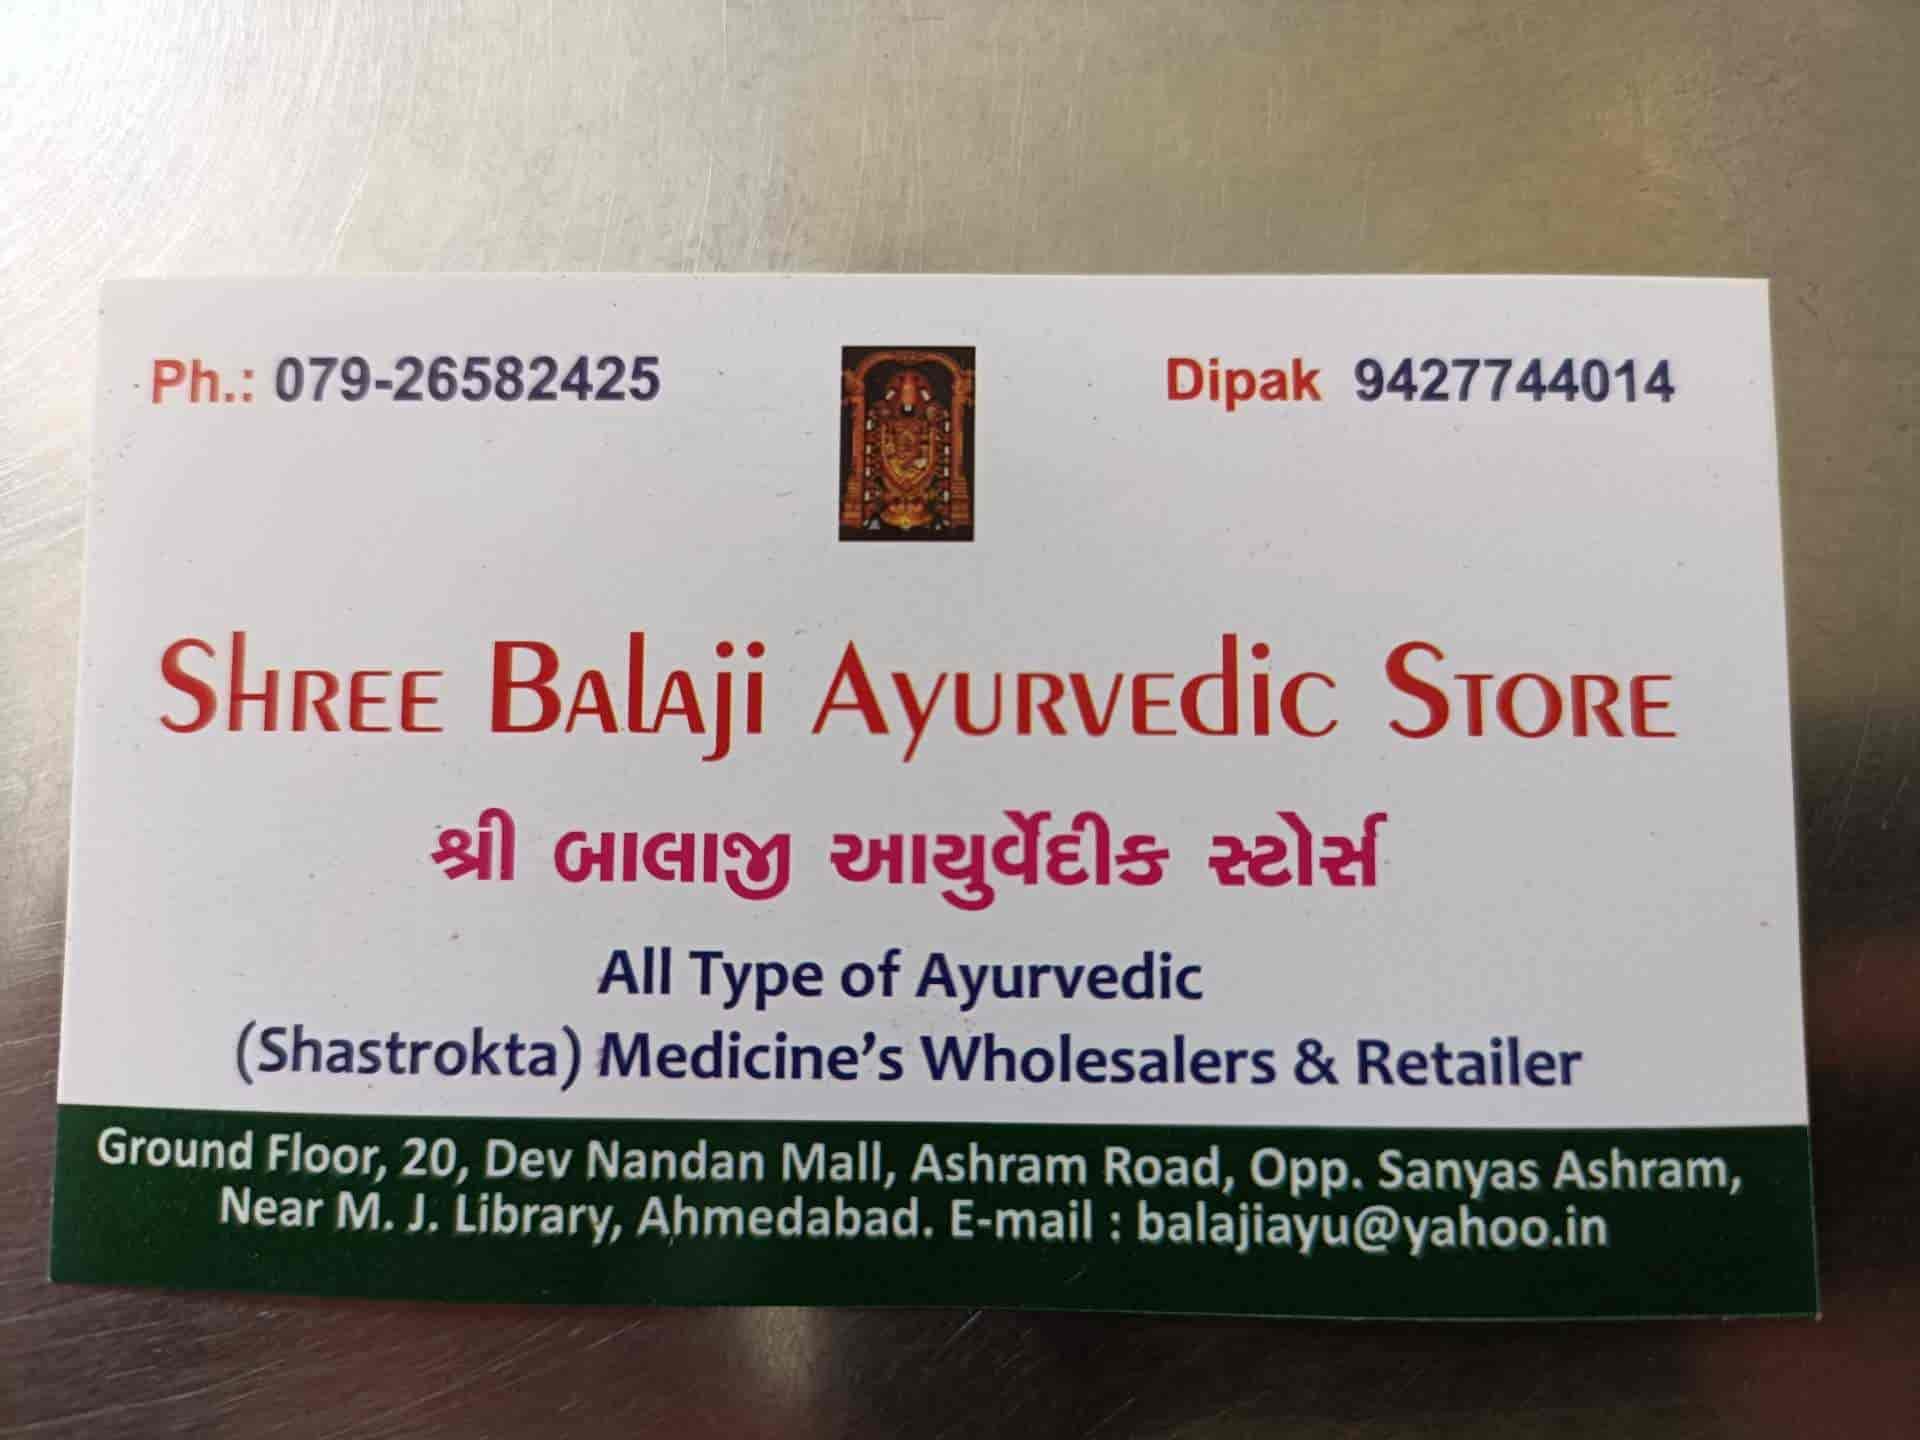 Ph.: 079-26582425
Dipak 9427744014
Shree Balaji Ayurvedic Store
શ્રી બાલાજી આયુર્વેદીક સ્ટોર્સ
All Type of Ayurvedic
(Shastrokta) Medicine's Wholesalers & Retailer
Ground Floor, 20, Dev Nandan Mall, Ashram Road, Opp. Sanyas Ashram,
Near M. J. Library, Ahmedabad. E-mail : balajiayu@yahoo.in